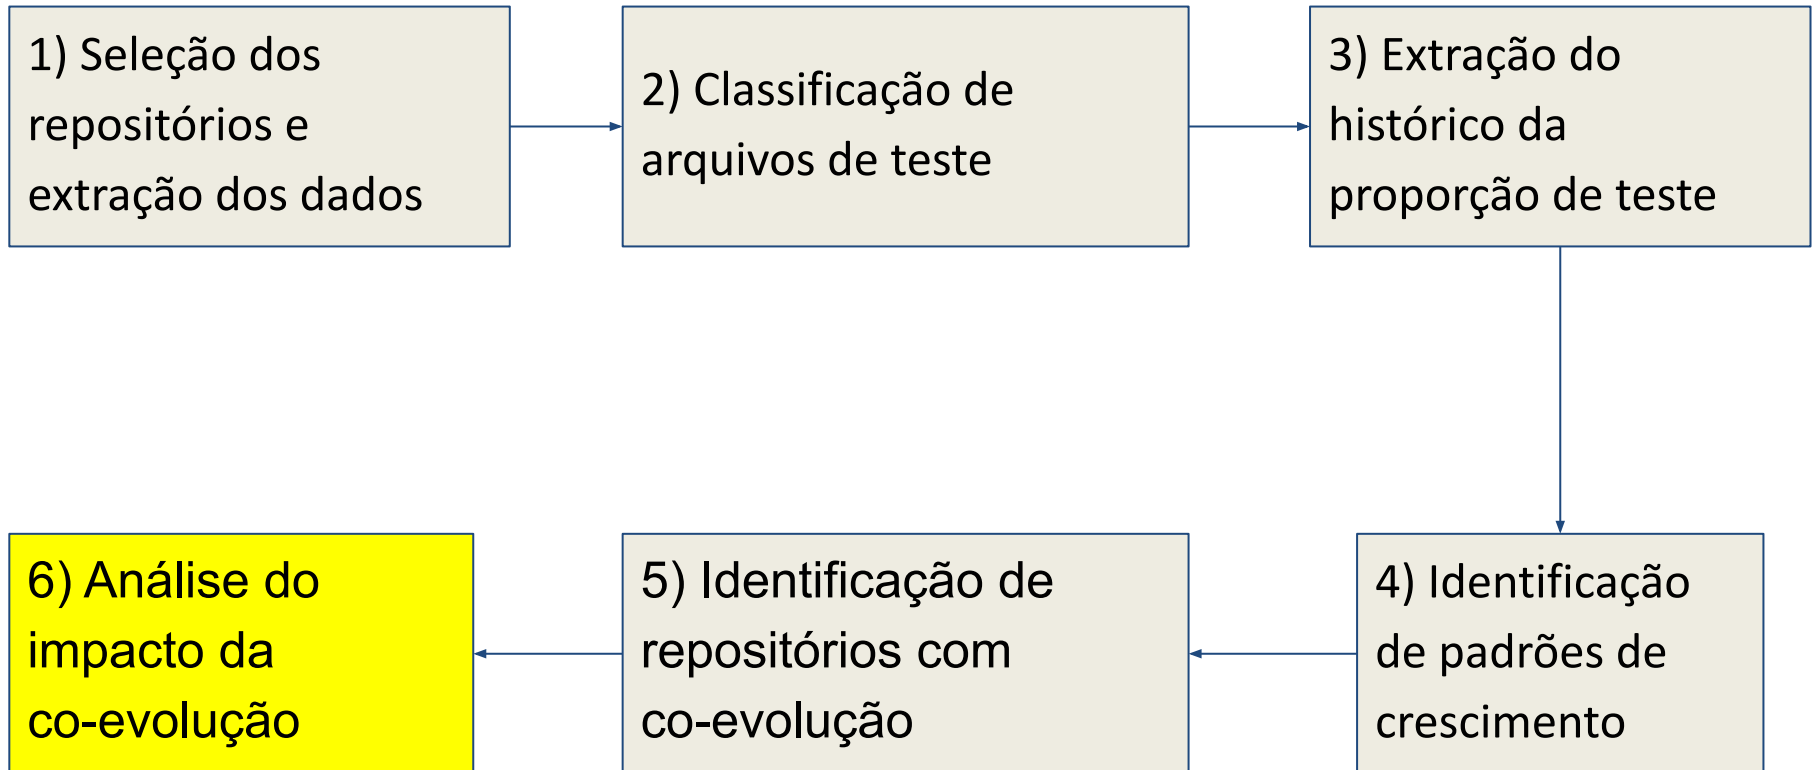 1) Seleção dos
repositórios e
extração dos dados
2) Classificação de
arquivos de teste
3) Extração do
histórico da
proporção de teste
4) Identificação
de padrões de
crescimento
5) Identificação de
repositórios com
co-evolução
6) Análise do
impacto da
co-evolução